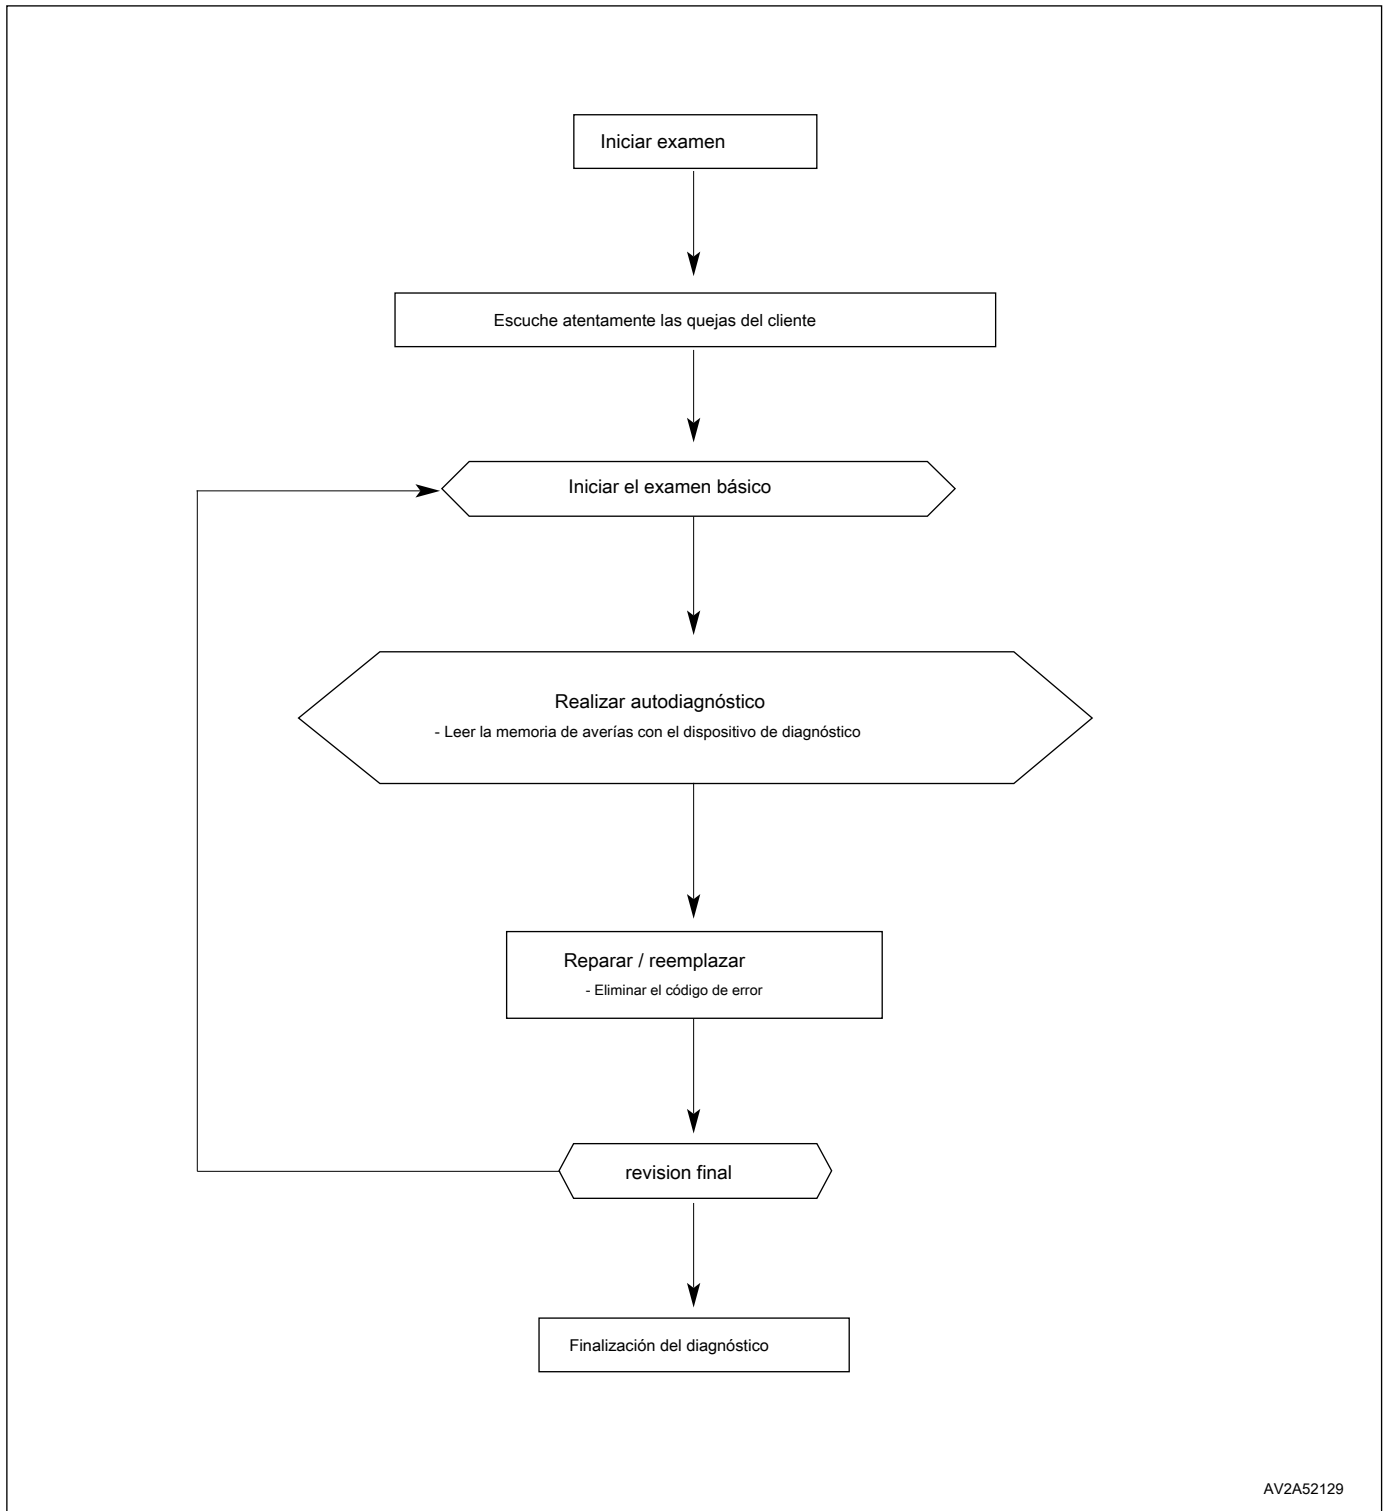 Iniciar examen
Escuche atentamente las quejas del cliente
Iniciar el examen básico
Realizar autodiagnóstico
- Leer la memoria de averías con el dispositivo de diagnóstico
Reparar / reemplazar
- Eliminar el código de error
revision final
Finalización del diagnóstico
AV2A52129